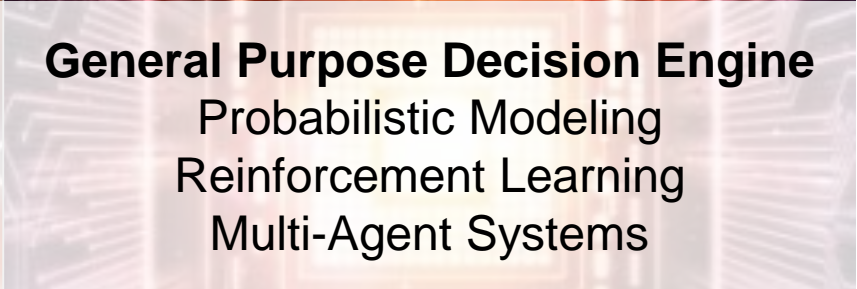 General Purpose Decision Engine
Probabilistic Modeling
Reinforcement Learning
Multi-Agent Systems